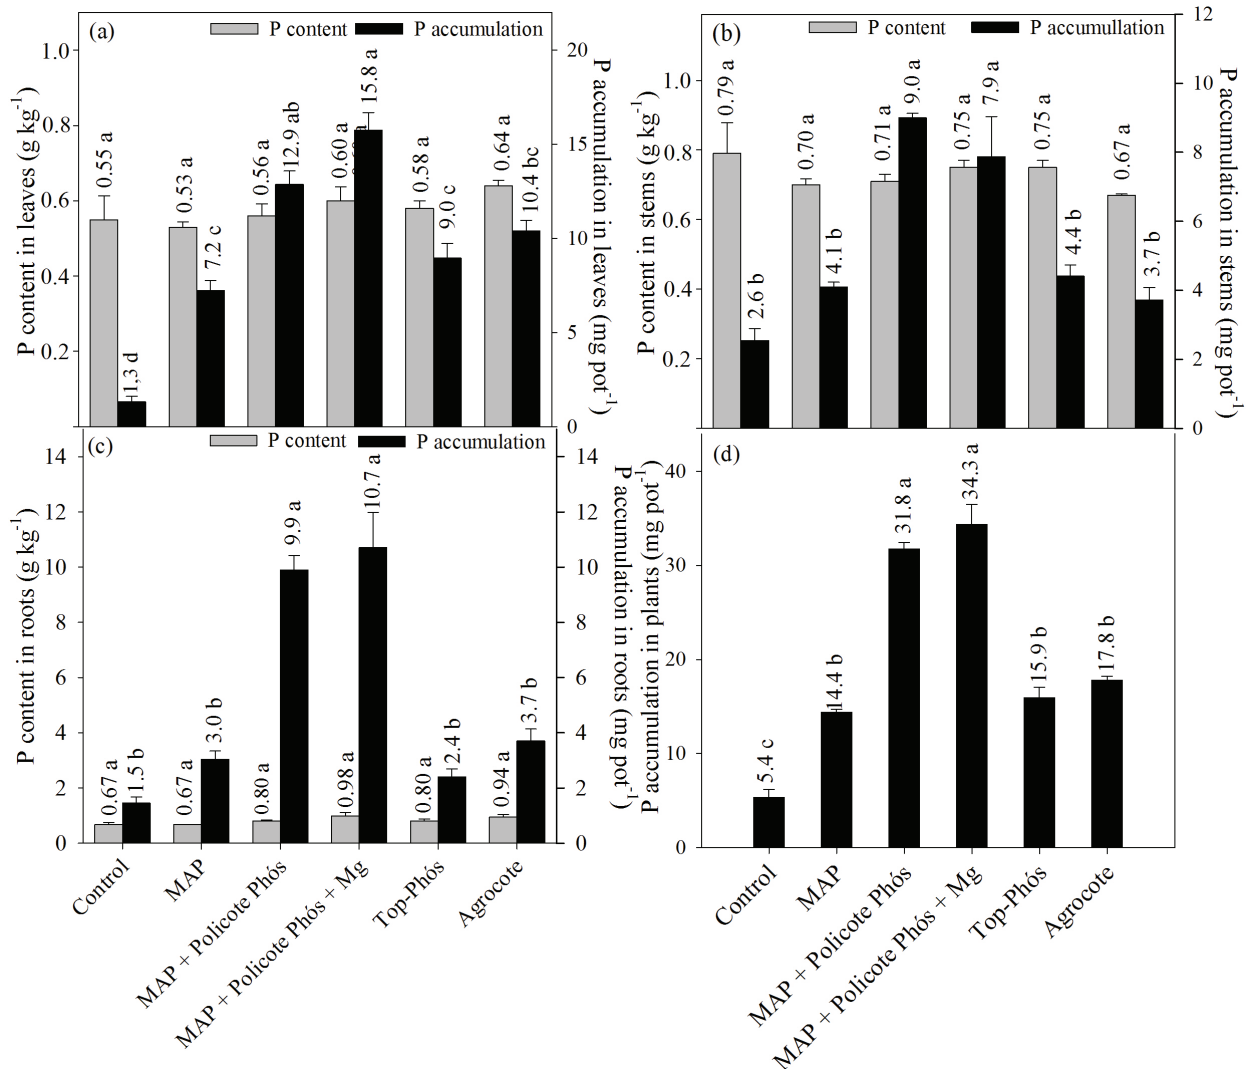 (a)
P content
P accumulation
P content in leaves (g kg-1)
1.0
0.8
0.6
0.4
0.2
0.55 a
1,3 d
0.53 a
7.2 c
0.56 a
12.9 ab
0.60 a
15.8 a
0.58 a
9.0 c
0.64 a
10.4 bc
20
15
10
5
0
P accumulation in leaves (mg pot-1)
(b)
P content
P accumullation
P content in stems (g kg-1)
1.0
0.8
0.6
0.4
0.2
0.79 a
2.6 b
0.70 a
4.1 b
0.71 a
9.0 a
0.75 a
7.9 a
0.75 a
4.4 b
0.67 a
3.7 b
12
10
8
6
4
2
0
P accumulation in stems (mg pot-1)
(c)
P content
P accumulation
P content in roots (g kg-1)
14
12
10
8
6
4
2
0
0.67 a
1.5 b
0.67 a
3.0 b
0.80 a
9.9 a
0.98 a
10.7 a
0.80 a
2.4 b
0.94 a
3.7 b
14
12
10
8
6
4
2
0
P accumulation in roots (mg pot-1)
Control
MAP
MAP + Policote Phós
MAP + Policote Phós + Mg
Top-Phós
Agrocote
(d)
P accumulation in plants (mg pot-1)
40
30
20
10
0
5.4 c
14.4 b
31.8 a
34.3 a
15.9 b
17.8 b
Control
MAP
MAP + Policote Phós
MAP + Policote Phós + Mg
Top-Phós
Agrocote